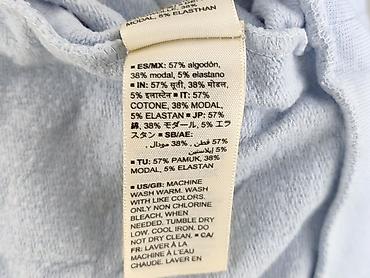 MODAL, 5% ELASTHAN
■ ES/MX: 57% algodón,
38% modal, 5% elastano
■ IN: 57% सूती, 38% मोडल,
5% इलास्टेन ■ IT: 57%
COTONE, 38% MODAL,
5% ELASTAN ■ JP: 57%
綿, 38% モダール, 5% エラ
スタン ■ SB/AE:
57% قطن, 38% مودال,
5% إيلاستين
■ TU: 57% PAMUK, 38%
MODAL, 5% ELASTAN
■ US/GB: MACHINE
WASH WARM. WASH
WITH LIKE COLORS.
ONLY NON CHLORINE
BLEACH, WHEN
NEEDED. TUMBLE DRY
LOW. COOL IRON. DO
NOT DRY CLEAN. ■ CA/
FR: LAVER À LA
MACHINE À L'EAU
CHAUDE. LAVER EN